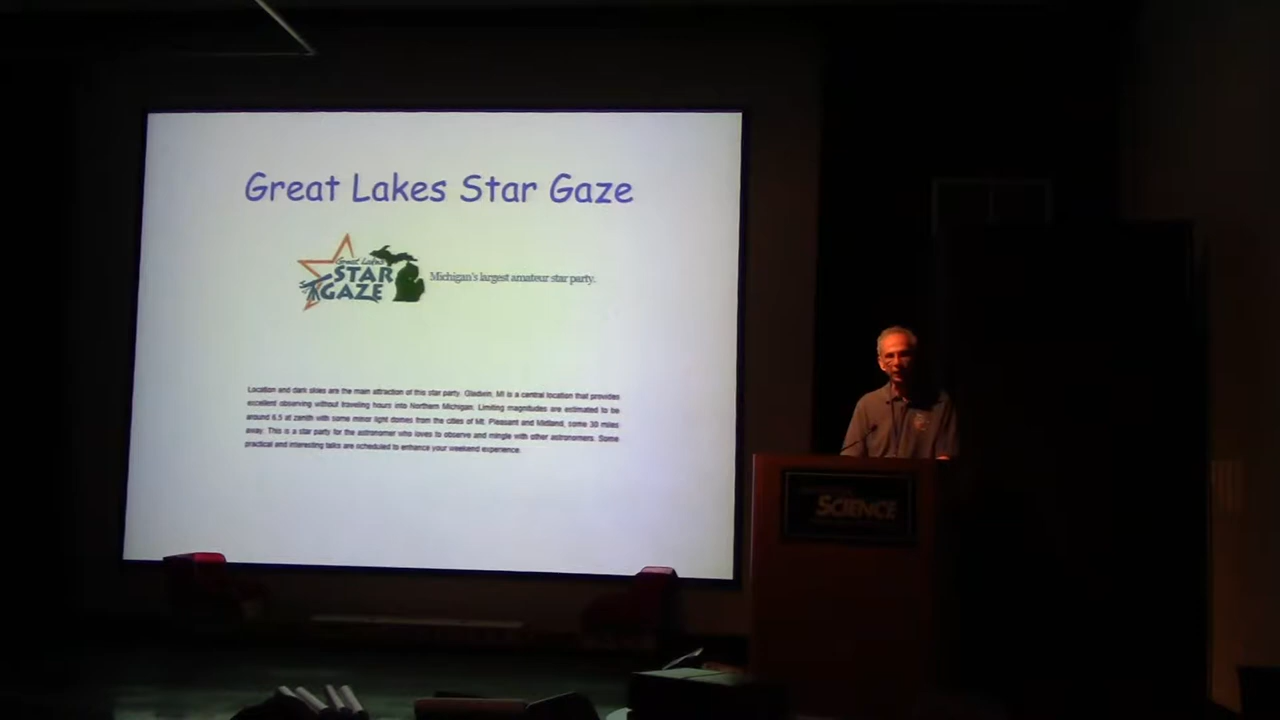 Great Lakes Star Gaze
Great Lakes
STAR
GAZE
Michigan's largest amateur star party.
Location and dark skies are the main attraction of this star party. Gladwin, MI is a central location that provides
excellent observing without traveling hours into Northern Michigan. Limiting magnitudes are estimated to be
around 6.5 at zenith with some minor light domes from the cities of Mt. Pleasant and Midland, some 30 miles
away. This is a star party for the astronomer who loves to observe and mingle with other astronomers. Some
practical and interesting talks are scheduled to enhance your weekend experience.
SCIENCE